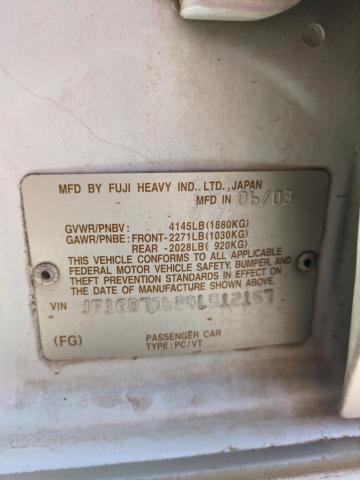 MFD BY FUJI HEAVY IND., LTD., JAPAN
MFD IN 06/03
GVWR/PNBV: 4145LB(1880KG)
GAWR/PNBE: FRONT-2271LB(1030KG)
REAR -2028LB( 920KG)
THIS VEHICLE CONFORMS TO ALL APPLICABLE
FEDERAL MOTOR VEHICLE SAFETY, BUMPER, AND
THEFT PREVENTION STANDARDS IN EFFECT ON
THE DATE OF MANUFACTURE SHOWN ABOVE.
VIN
(FG) PASSENGER CAR
TYPE: PC/VT